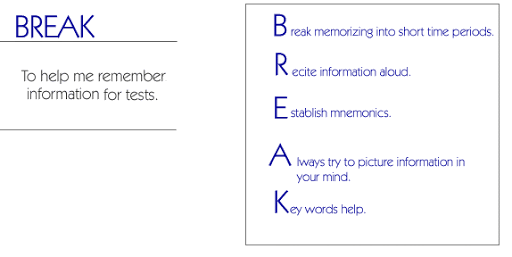 BREAK
To help me remember
information for tests.
Break memorizing into short time periods.
Recite information aloud.
Establish mnemonics.
Always try to picture information in
your mind.
Key words help.